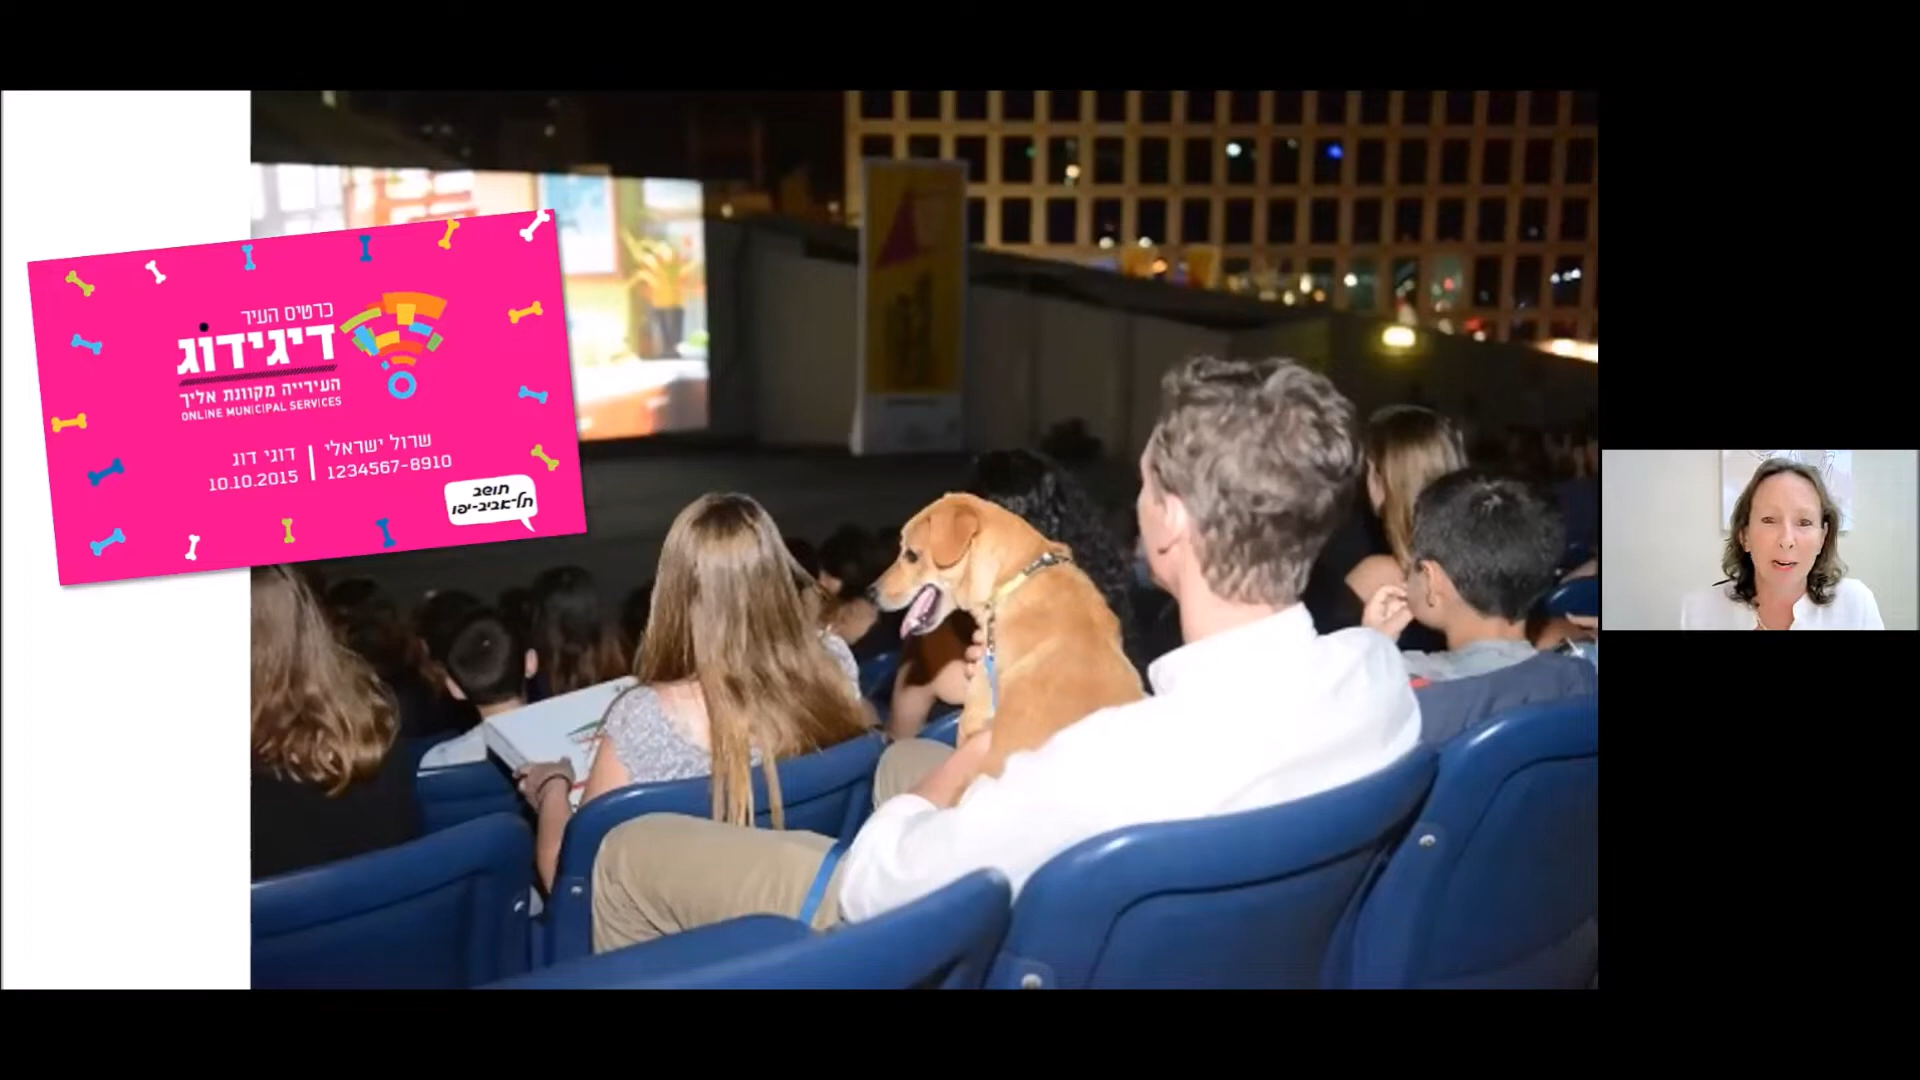 כרטיס העיר
דיגידוג
העירייה מקוונת אליך
ONLINE MUNICIPAL SERVICES
שרול ישראלי | דוגי דוג
1234567-8910 | 10.10.2015
תושב
תל-אביב-יפו